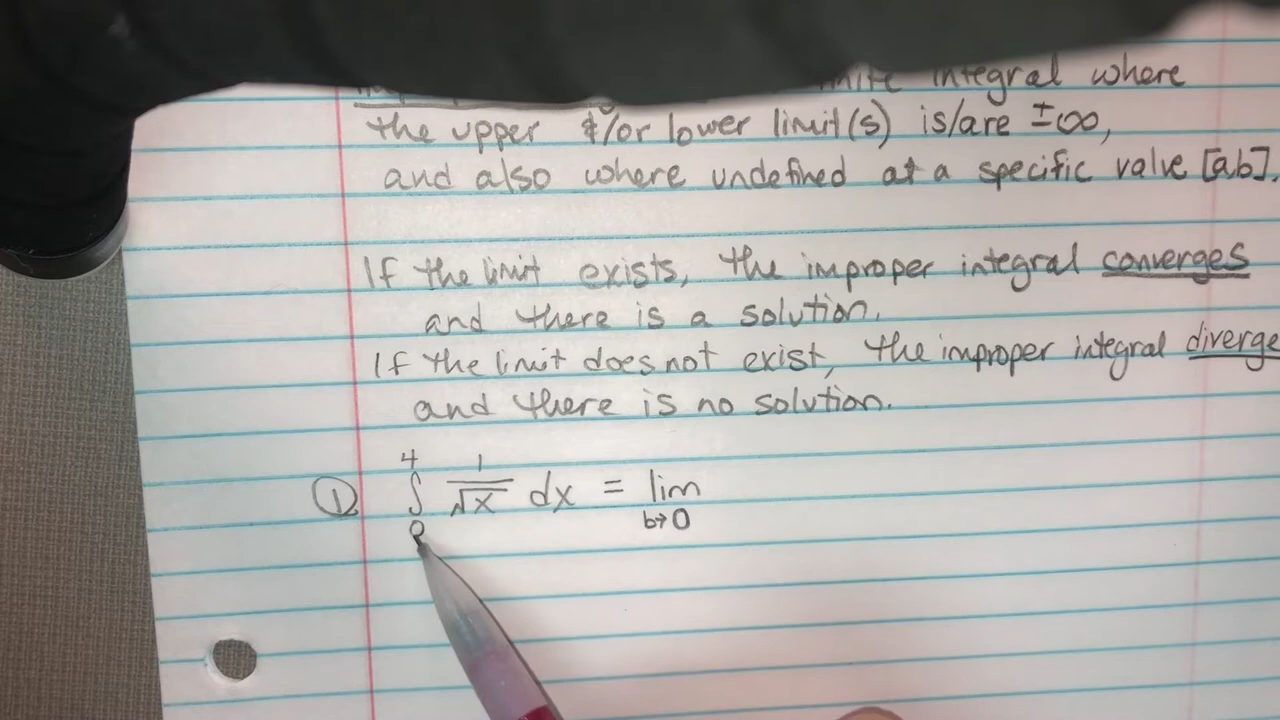 integral where
the upper &/or lower limit(s) is/are ±∞,
and also where undefined at a specific value [a,b].
If the limit exists, the improper integral converges
and there is a solution.
If the limit does not exist, the improper integral diverge
and there is no solution.
① ∫₀⁴ 1/√x dx = lim b→0